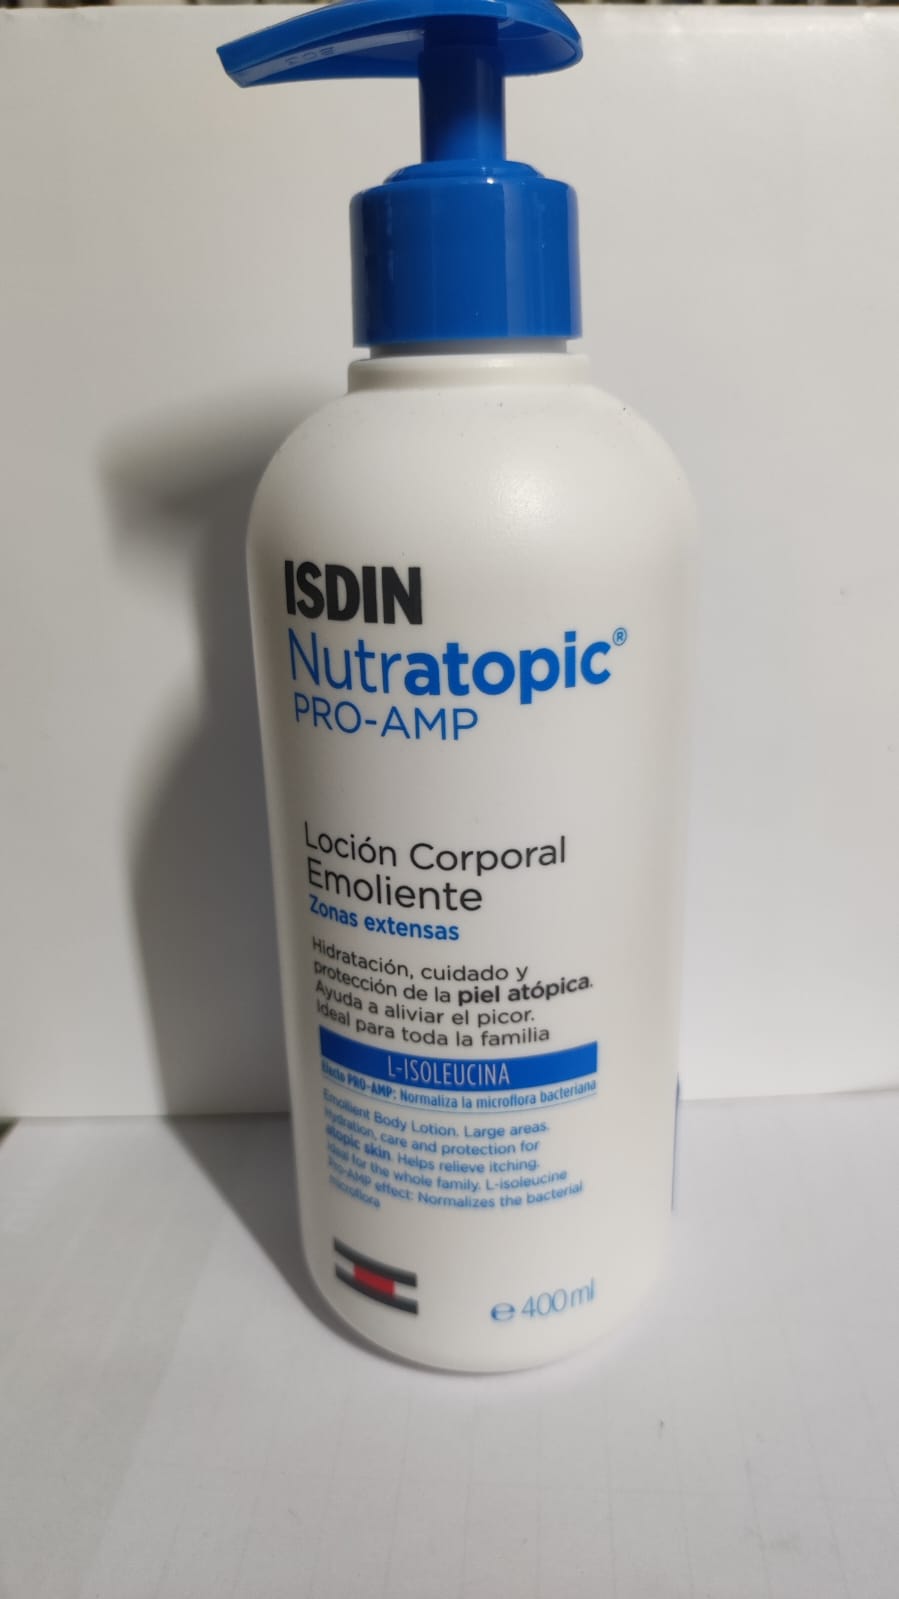 ISDIN
Nutratopic®
PRO-AMP
Loción Corporal
Emoliente
Zonas extensas
Hidratación, cuidado y
protección de la piel atópica.
Ayuda a aliviar el picor.
Ideal para toda la familia
L-ISOLEUCINA
Efecto PRO-AMP: Normaliza la microflora bacteriana
Emollient Body Lotion. Large areas.
Hydration, care and protection for
atopic skin. Helps relieve itching.
Ideal for the whole family. L-isoleucine
Pro-AMP effect: Normalizes the bacterial
microflora
℮ 400 ml